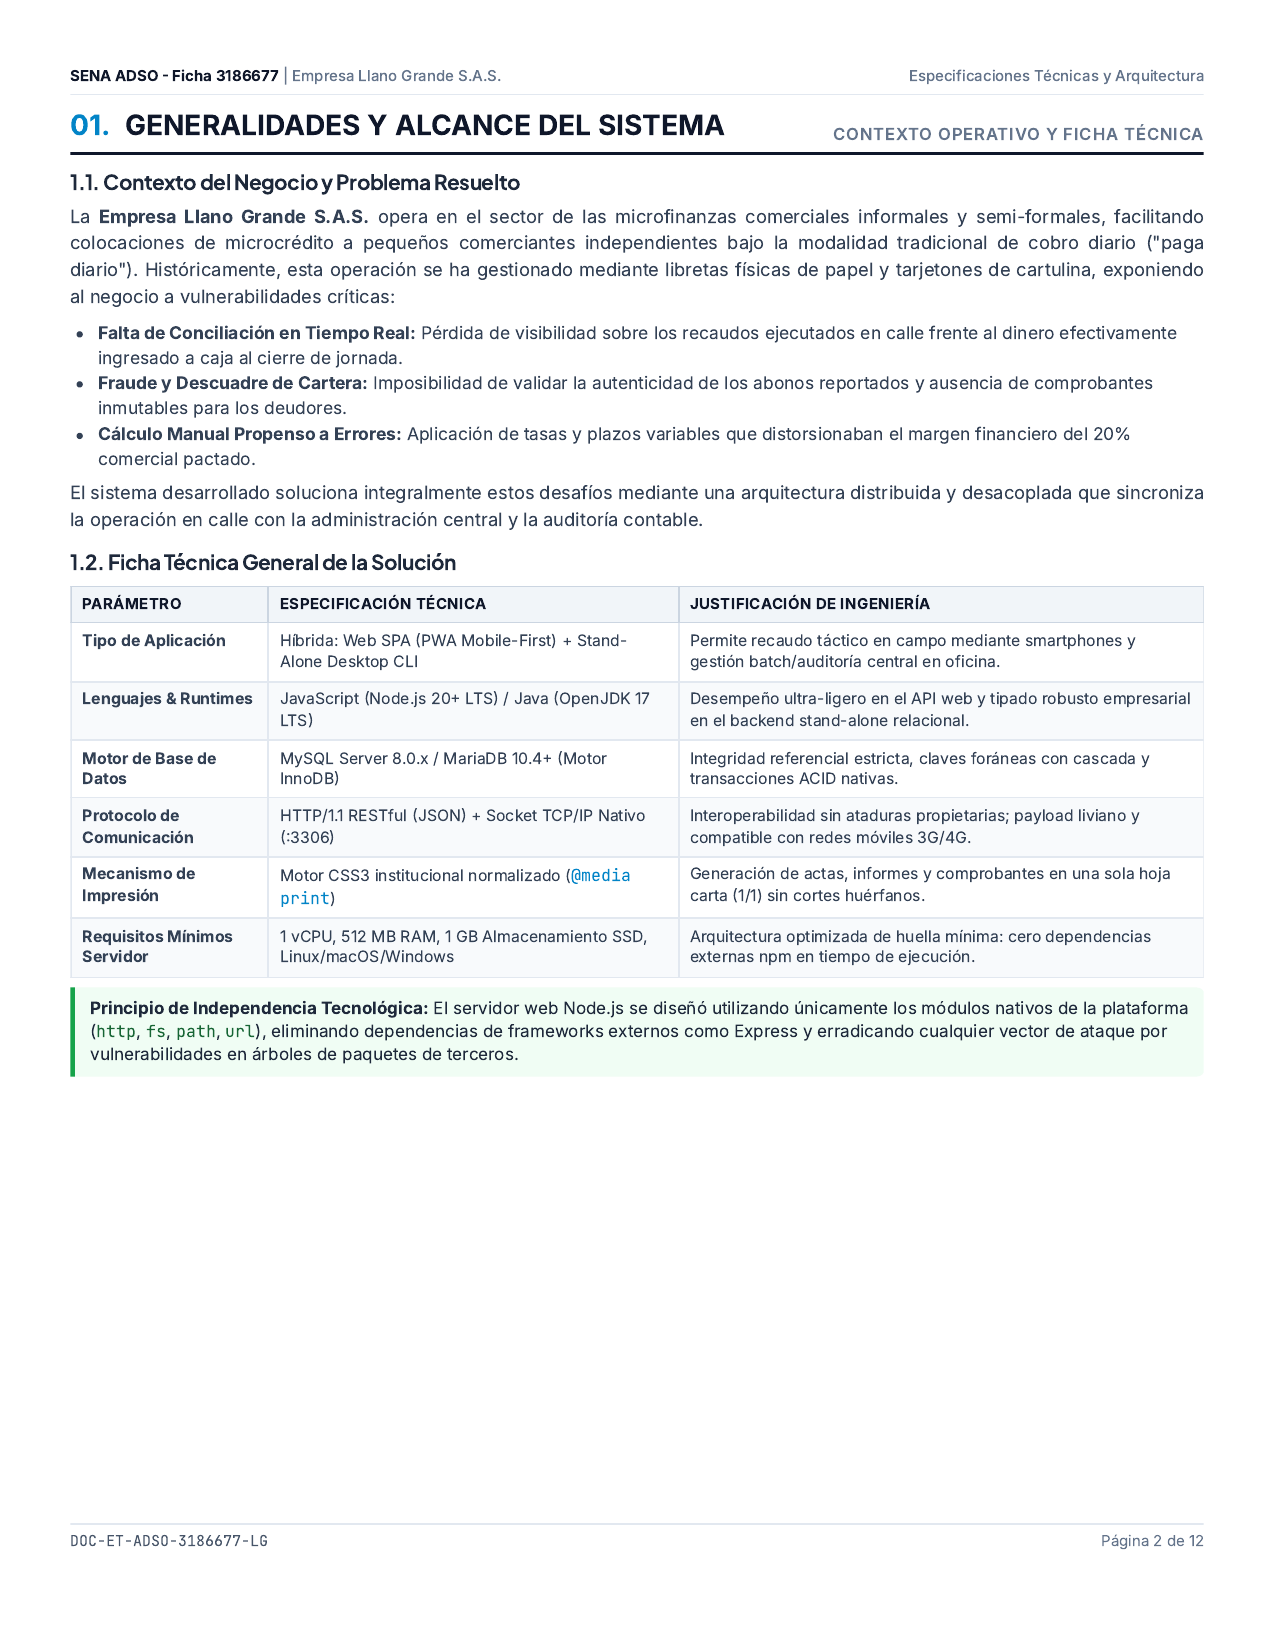 SENA ADSO - Ficha 3186677 | Empresa Llano Grande S.A.S.
Especificaciones Técnicas y Arquitectura
01. GENERALIDADES Y ALCANCE DEL SISTEMA
CONTEXTO OPERATIVO Y FICHA TÉCNICA
1.1. Contexto del Negocio y Problema Resuelto
La Empresa Llano Grande S.A.S. opera en el sector de las microfinanzas comerciales informales y semi-formales, facilitando
colocaciones de microcrédito a pequeños comerciantes independientes bajo la modalidad tradicional de cobro diario ("paga
diario"). Históricamente, esta operación se ha gestionado mediante libretas físicas de papel y tarjetones de cartulina, exponiendo
al negocio a vulnerabilidades críticas:
• Falta de Conciliación en Tiempo Real: Pérdida de visibilidad sobre los recaudos ejecutados en calle frente al dinero efectivamente
ingresado a caja al cierre de jornada.
• Fraude y Descuadre de Cartera: Imposibilidad de validar la autenticidad de los abonos reportados y ausencia de comprobantes
inmutables para los deudores.
• Cálculo Manual Propenso a Errores: Aplicación de tasas y plazos variables que distorsionaban el margen financiero del 20%
comercial pactado.
El sistema desarrollado soluciona integralmente estos desafíos mediante una arquitectura distribuida y desacoplada que sincroniza
la operación en calle con la administración central y la auditoría contable.
1.2. Ficha Técnica General de la Solución
PARÁMETRO
ESPECIFICACIÓN TÉCNICA
JUSTIFICACIÓN DE INGENIERÍA
Tipo de Aplicación
Híbrida: Web SPA (PWA Mobile-First) + Stand-
Alone Desktop CLI
Permite recaudo táctico en campo mediante smartphones y
gestión batch/auditoría central en oficina.
Lenguajes & Runtimes
JavaScript (Node.js 20+ LTS) / Java (OpenJDK 17
LTS)
Desempeño ultra-ligero en el API web y tipado robusto empresarial
en el backend stand-alone relacional.
Motor de Base de
Datos
MySQL Server 8.0.x / MariaDB 10.4+ (Motor
InnoDB)
Integridad referencial estricta, claves foráneas con cascada y
transacciones ACID nativas.
Protocolo de
Comunicación
HTTP/1.1 RESTful (JSON) + Socket TCP/IP Nativo
(:3306)
Interoperabilidad sin ataduras propietarias; payload liviano y
compatible con redes móviles 3G/4G.
Mecanismo de
Impresión
Motor CSS3 institucional normalizado (@media
print)
Generación de actas, informes y comprobantes en una sola hoja
carta (1/1) sin cortes huérfanos.
Requisitos Mínimos
Servidor
1 vCPU, 512 MB RAM, 1 GB Almacenamiento SSD,
Linux/macOS/Windows
Arquitectura optimizada de huella mínima: cero dependencias
externas npm en tiempo de ejecución.
Principio de Independencia Tecnológica: El servidor web Node.js se diseñó utilizando únicamente los módulos nativos de la plataforma
(http, fs, path, url), eliminando dependencias de frameworks externos como Express y erradicando cualquier vector de ataque por
vulnerabilidades en árboles de paquetes de terceros.
DOC-ET-ADSO-3186677-LG
Página 2 de 12